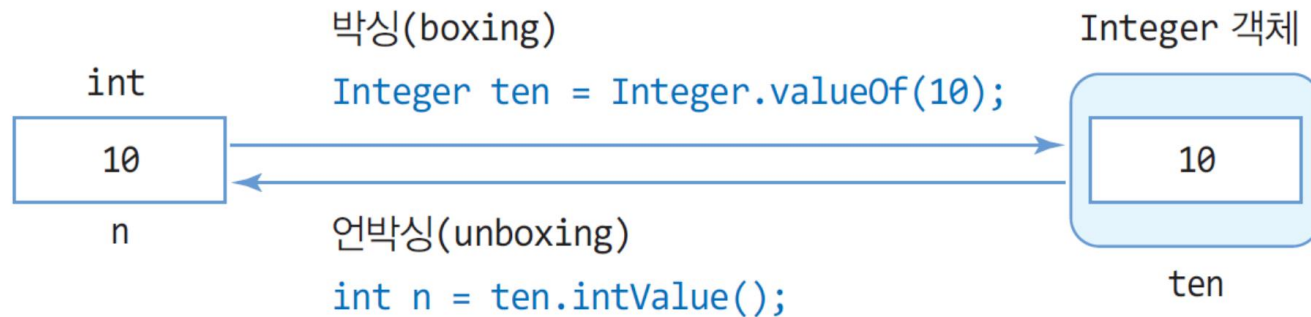 박싱(boxing)
Integer 객체
int
Integer ten = Integer.valueOf(10);
10
10
n
언박싱(unboxing)
ten
int n = ten.intValue();